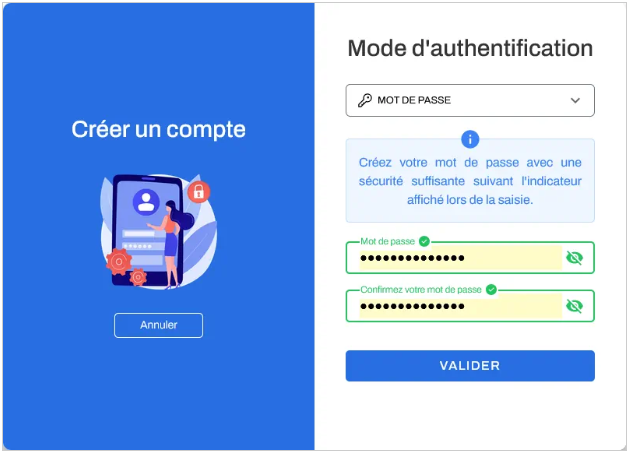 Créer un compte
Annuler
Mode d'authentification
MOT DE PASSE
Créez votre mot de passe avec une
sécurité suffisante suivant l'indicateur
affiché lors de la saisie.
Mot de passe
••••••••••••••
Confirmez votre mot de passe
••••••••••••••
VALIDER